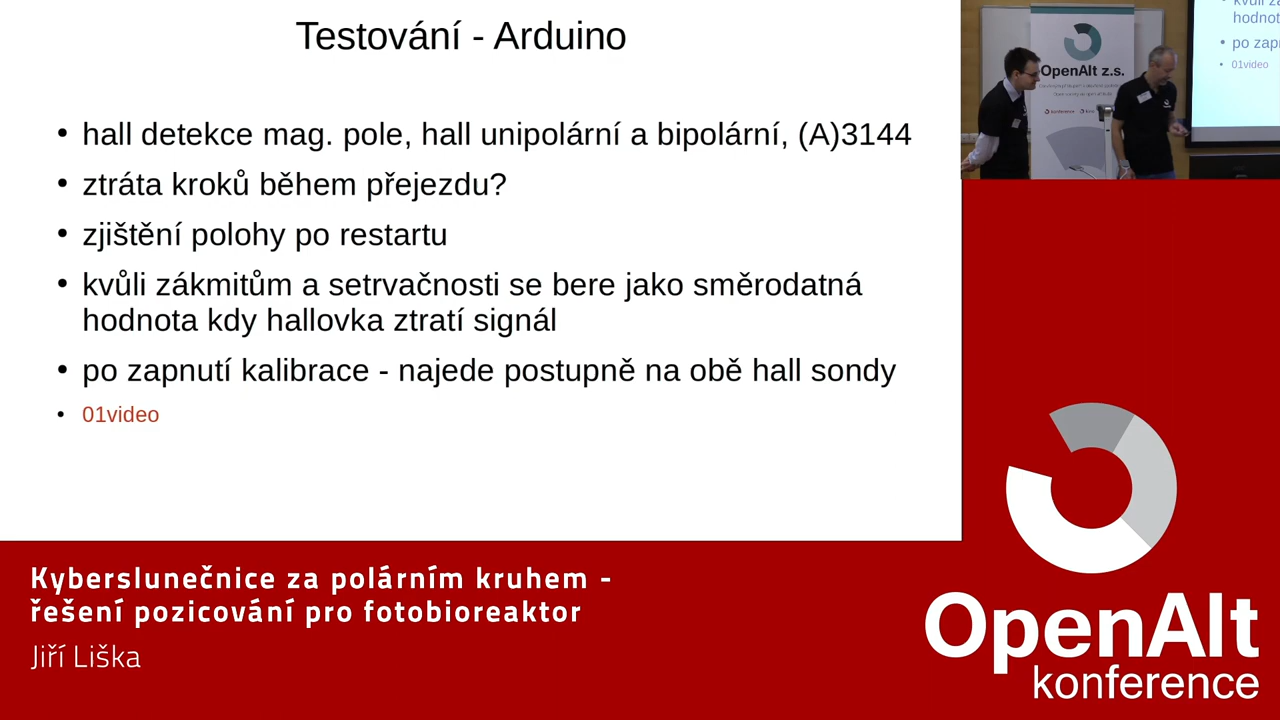 Testování - Arduino
• hall detekce mag. pole, hall unipolární a bipolární, (A)3144
• ztráta kroků během přejezdu?
• zjištění polohy po restartu
• kvůli zákmitům a setrvačnosti se bere jako směrodatná
hodnota kdy hallovka ztratí signál
• po zapnutí kalibrace - najede postupně na obě hall sondy
• 01video
OpenAlt z.s.
hodnot
• po zap
• 01video
Kyberslunečnice za polárním kruhem -
řešení pozicování pro fotobioreaktor
Jiří Liška
OpenAlt
konference